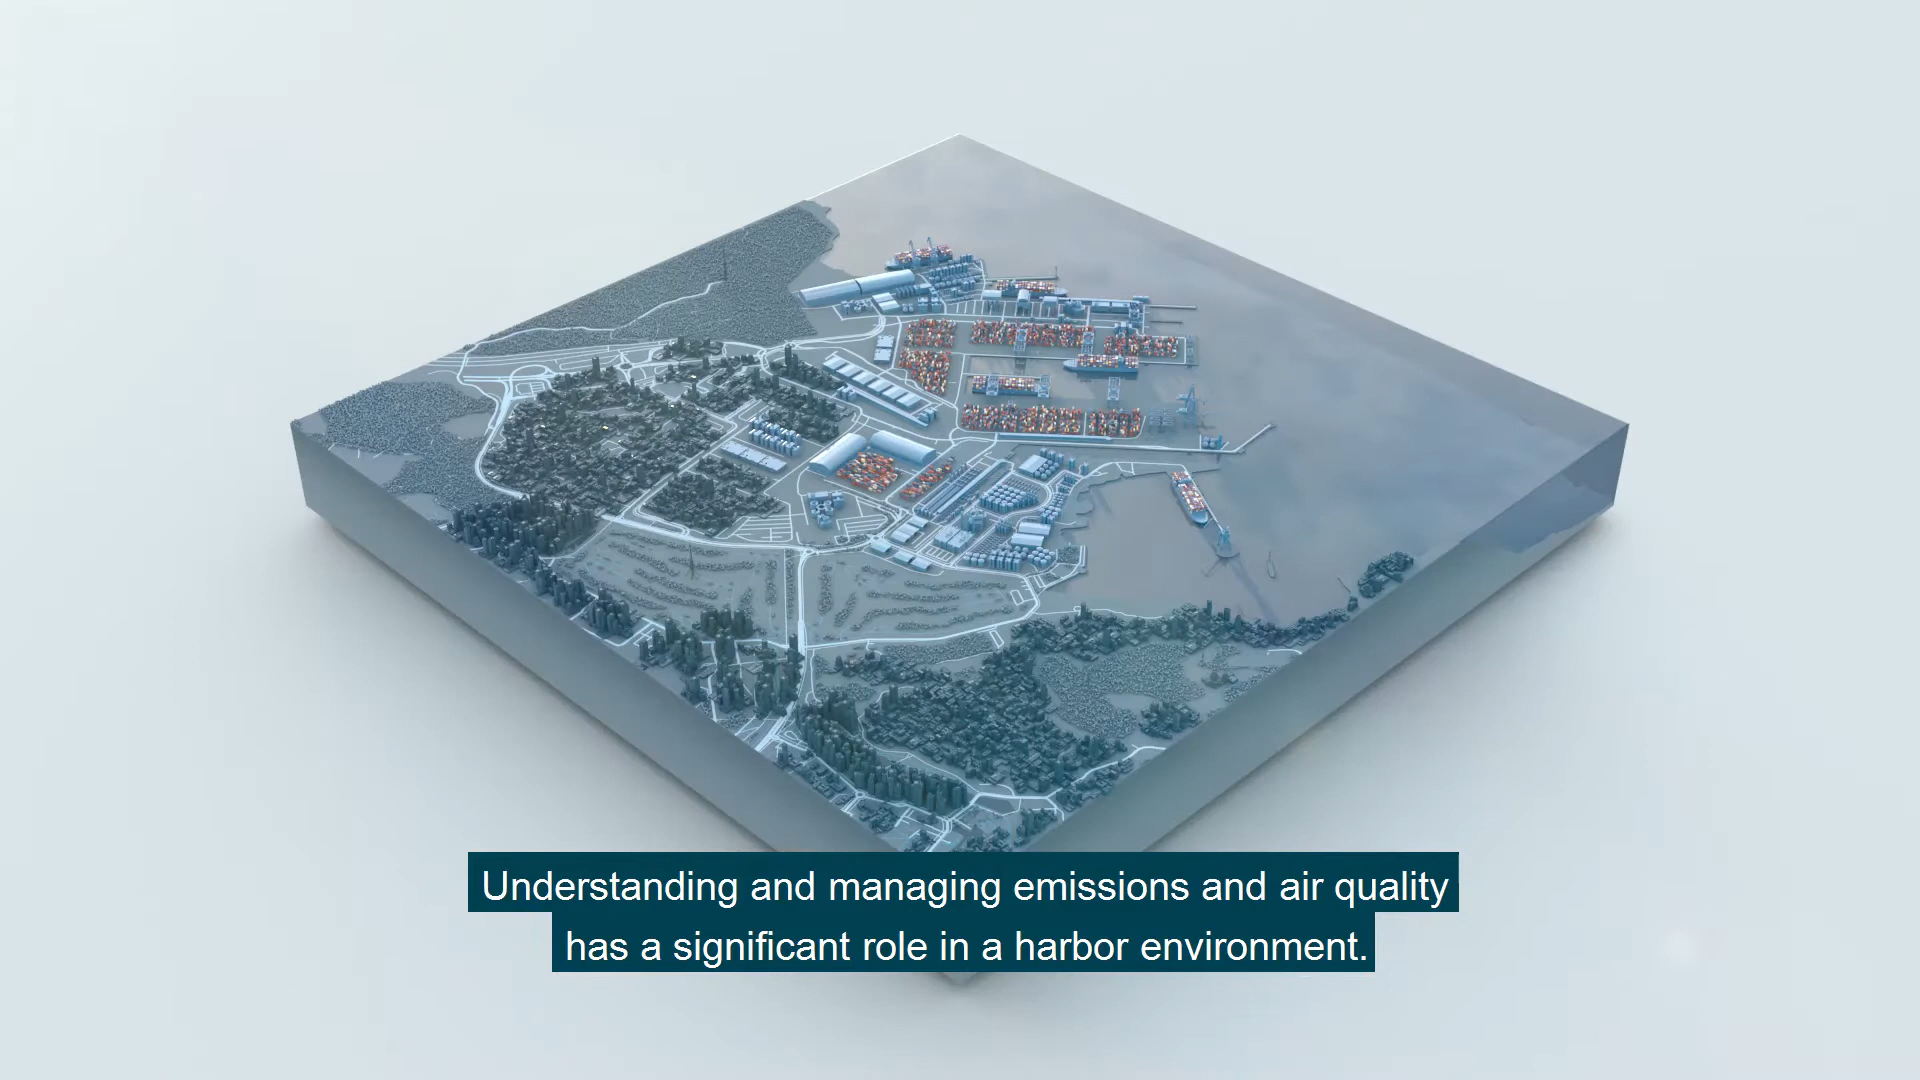 Understanding and managing emissions and air quality
has a significant role in a harbor environment.